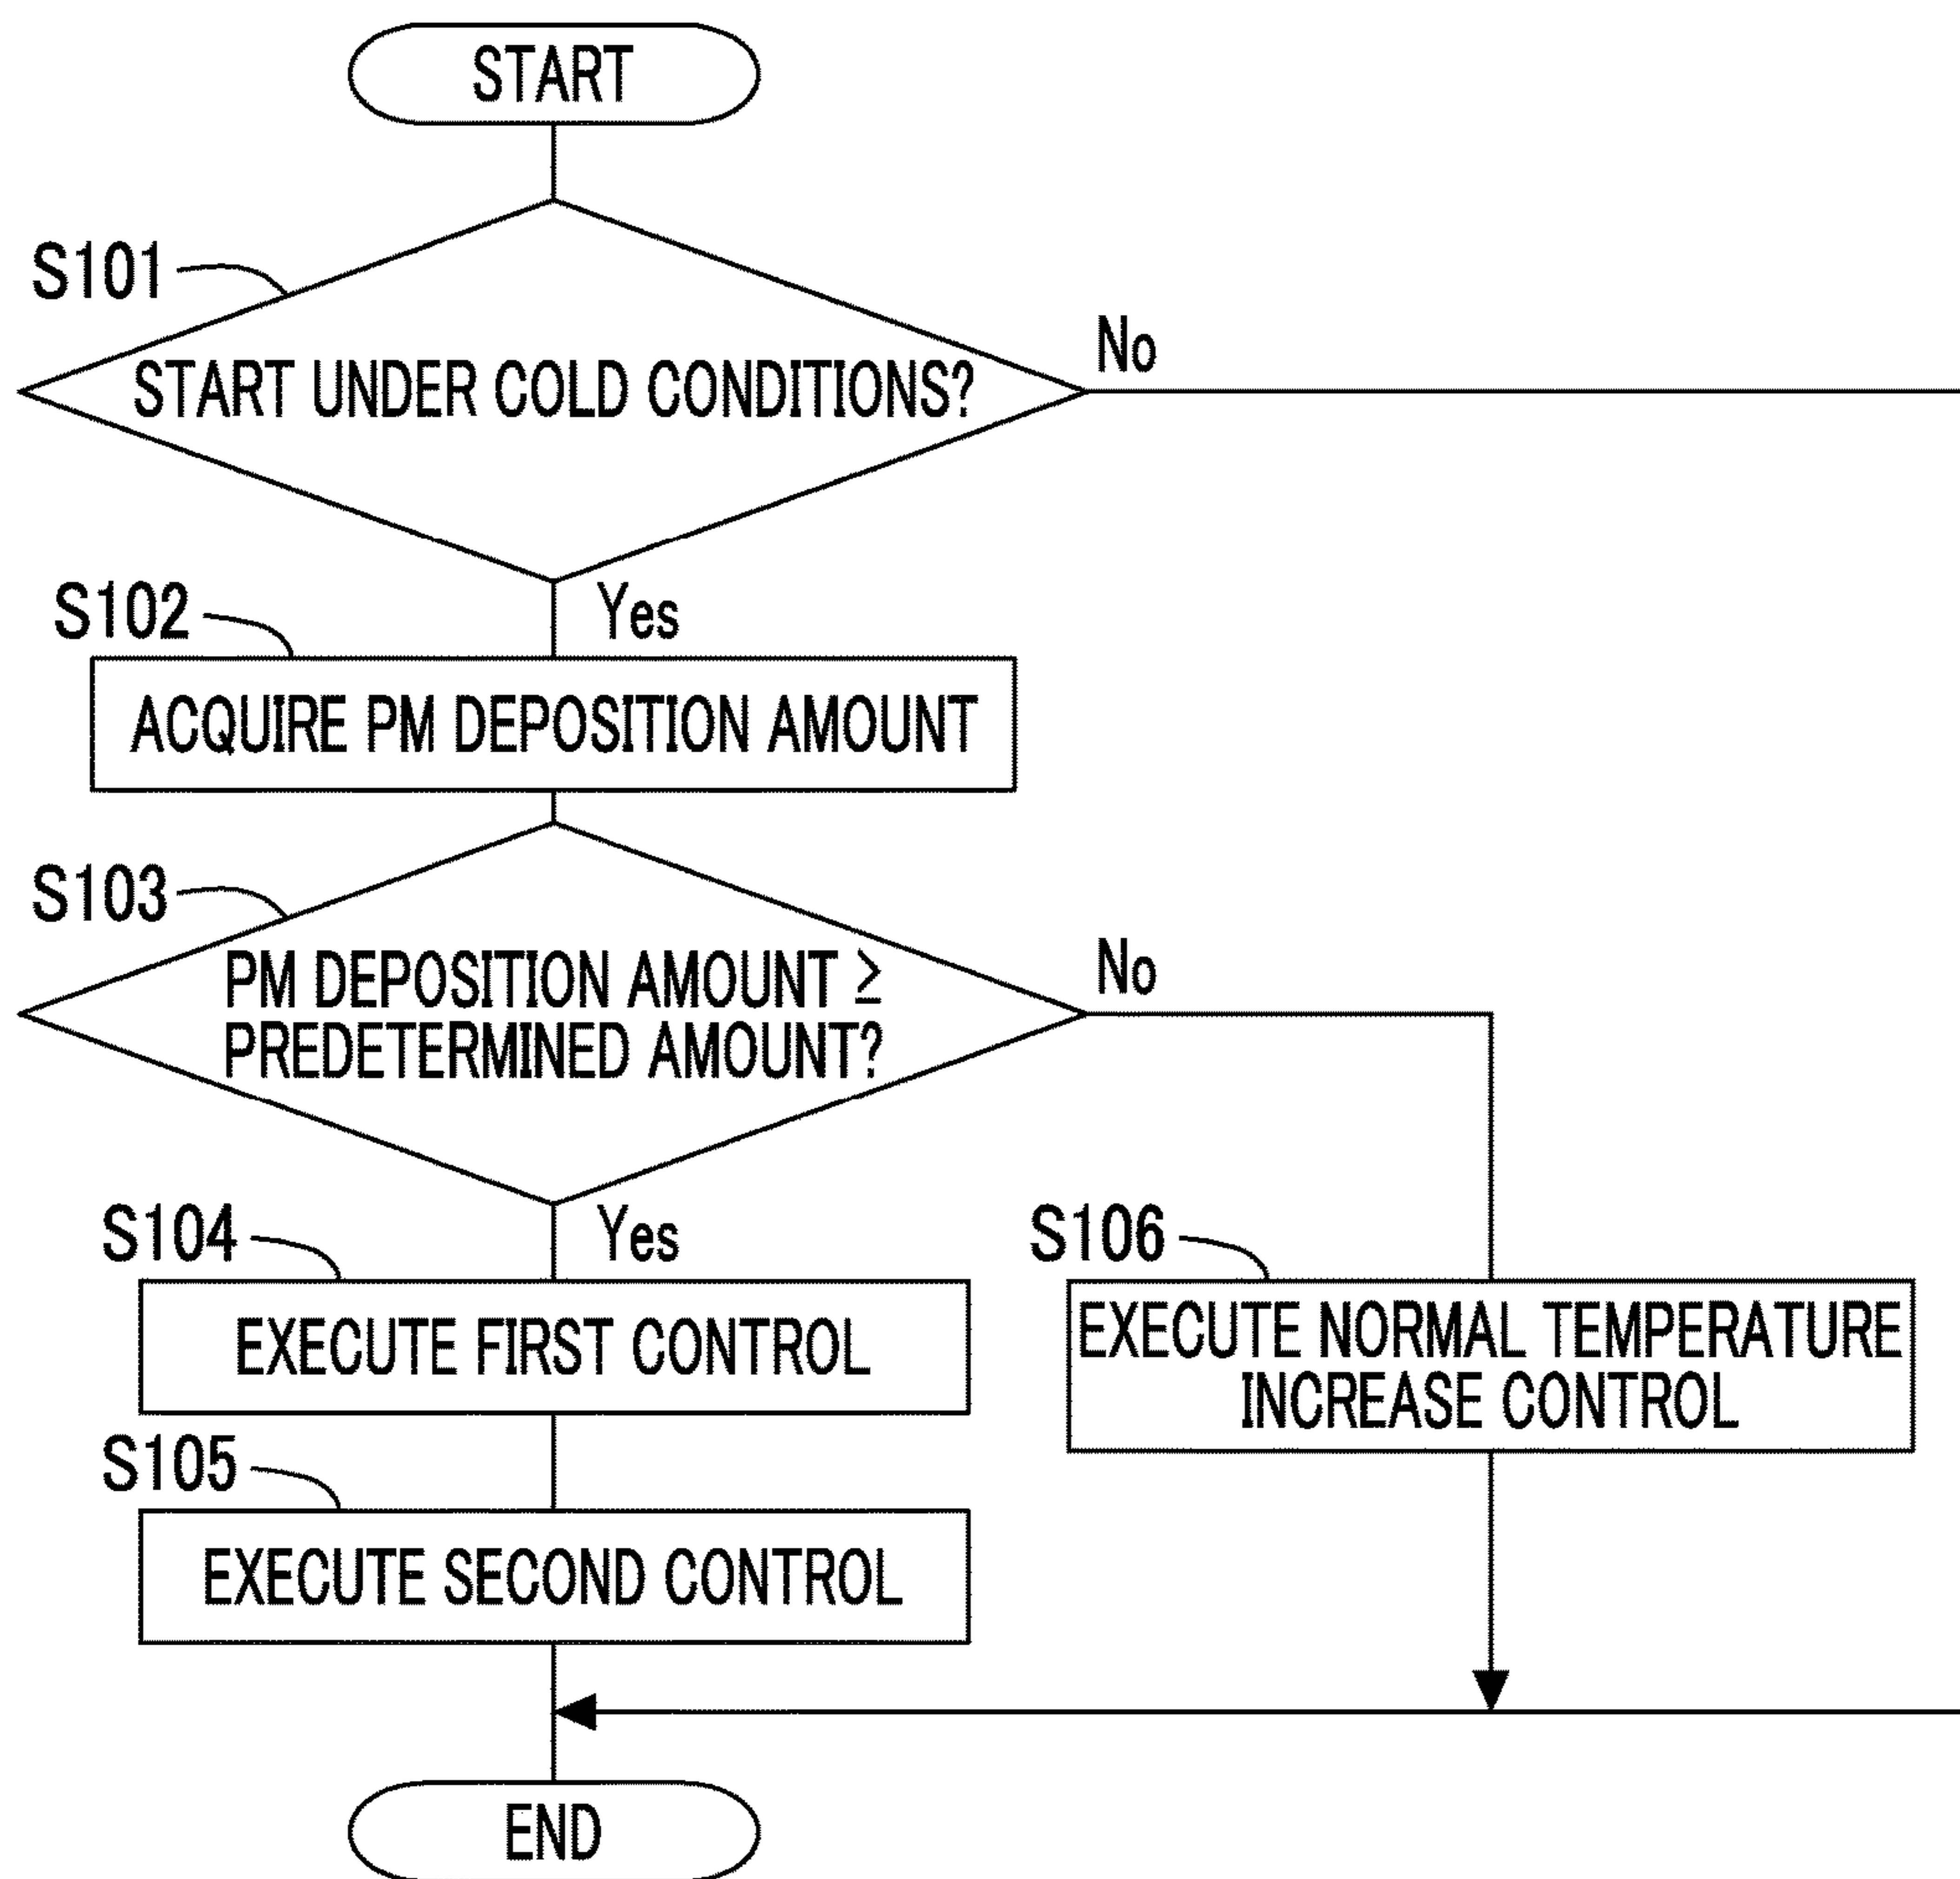 START
S101
START UNDER COLD CONDITIONS?
No
Yes
S102
ACQUIRE PM DEPOSITION AMOUNT
S103
PM DEPOSITION AMOUNT ≥
PREDETERMINED AMOUNT?
No
Yes
S104
EXECUTE FIRST CONTROL
S106
EXECUTE NORMAL TEMPERATURE
INCREASE CONTROL
S105
EXECUTE SECOND CONTROL
END